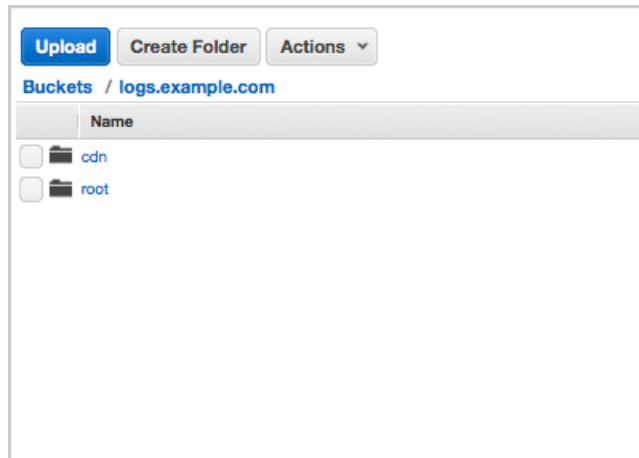 Upload Create Folder Actions
Buckets / logs.example.com
Name
cdn
root